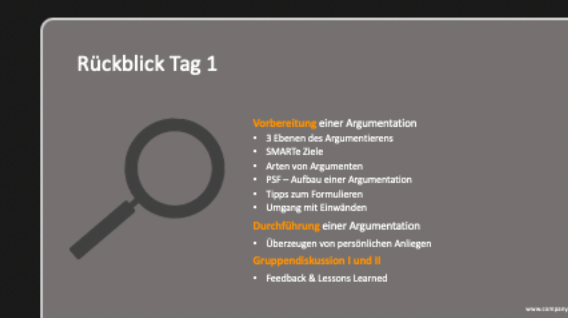 Rückblick Tag 1
Vorbereitung einer Argumentation
• 3 Ebenen des Argumentierens
• SMARTe Ziele
• Arten von Argumenten
• PSF – Aufbau einer Argumentation
• Tipps zum Formulieren
• Umgang mit Einwänden
Durchführung einer Argumentation
• Überzeugen von persönlichen Anliegen
Gruppendiskussion I und II
• Feedback & Lessons Learned
www.company